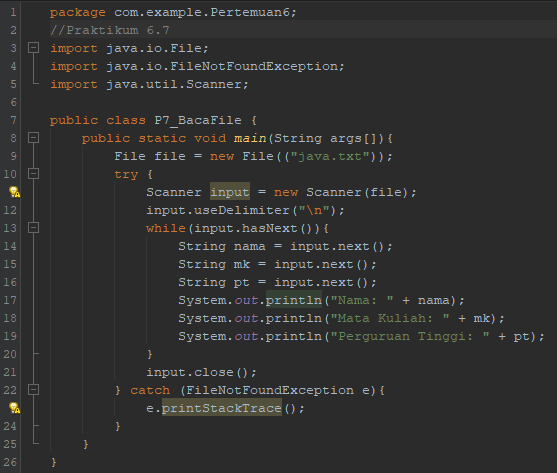 1 package com.example.Pertemuan6;
2 //Praktikum 6.7
3 import java.io.File;
4 import java.io.FileNotFoundException;
5 import java.util.Scanner;
6
7 public class P7_BacaFile {
8 public static void main(String args[]){
9 File file = new File(("java.txt"));
10 try {
Scanner input = new Scanner(file);
12 input.useDelimiter("\n");
13 while(input.hasNext()){
14 String nama = input.next();
15 String mk = input.next();
16 String pt = input.next();
17 System.out.println("Nama: " + nama);
18 System.out.println("Mata Kuliah: " + mk);
19 System.out.println("Perguruan Tinggi: " + pt);
20 }
21 input.close();
22 } catch (FileNotFoundException e){
e.printStackTrace();
24 }
25 }
26 }